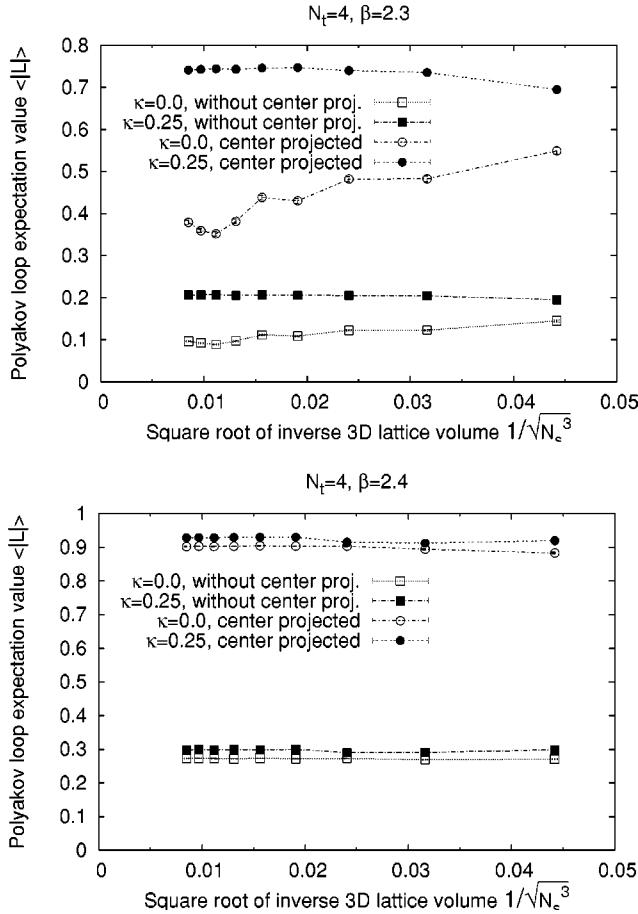 N_t=4, β=2.3
Polyakov loop expectation value <|L|>
0.8
0.7
0.6
0.5
0.4
0.3
0.2
0.1
0
κ=0.0, without center proj.
κ=0.25, without center proj.
κ=0.0, center projected
κ=0.25, center projected
0 0.01 0.02 0.03 0.04 0.05
Square root of inverse 3D lattice volume 1/√N_s^3
N_t=4, β=2.4
Polyakov loop expectation value <|L|>
1
0.9
0.8
0.7
0.6
0.5
0.4
0.3
0.2
0.1
0
κ=0.0, without center proj.
κ=0.25, without center proj.
κ=0.0, center projected
κ=0.25, center projected
0 0.01 0.02 0.03 0.04 0.05
Square root of inverse 3D lattice volume 1/√N_s^3